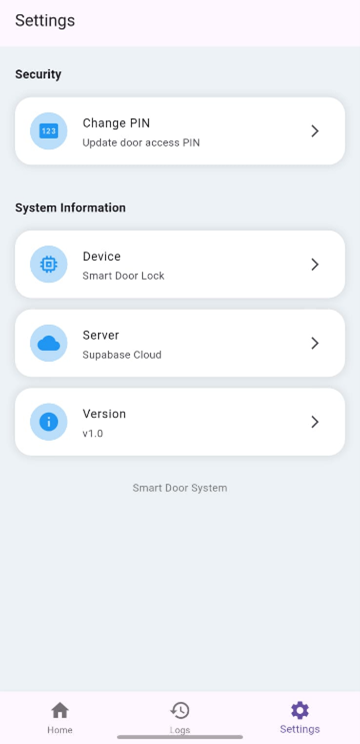 Settings
Security
123
Change PIN
Update door access PIN
System Information
Device
Smart Door Lock
Server
Supabase Cloud
Version
v1.0
Smart Door System
Home
Logs
Settings